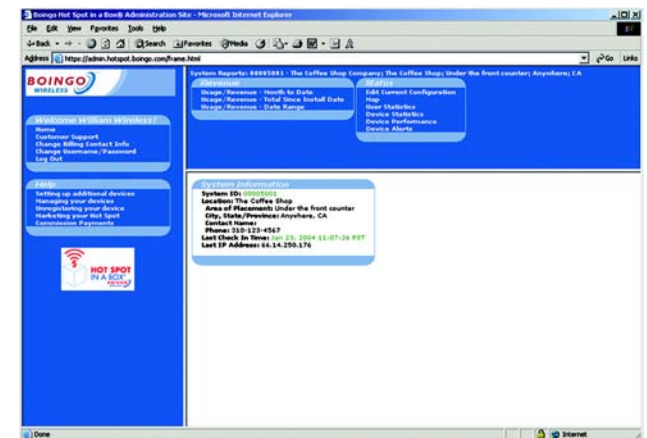 Boingo Hot Spot in a Box® Administration Site - Microsoft Internet Explorer
File Edit View Favorites Tools Help
Back Search Favorites Media
Address https://admin.hotspot.boingo.com/frame.html Go Links
BOINGO
WIRELESS
System Reports: 00005001 - The Coffee Shop Company; The Coffee Shop; Under the front counter; Anywhere; CA
Revenue
Usage/Revenue - Month to Date
Usage/Revenue - Total Since Install Date
Usage/Revenue - Date Range
Status
Edit Current Configuration
Map
User Statistics
Device Statistics
Device Performance
Device Alerts
Welcome William Wireless!
Home
Customer Support
Change Billing Contact Info
Change Username/Password
Log Out
Help
Setting up additional devices
Managing your devices
Unregistering your device
Marketing your Hot Spot
Commission Payments
HOT SPOT
IN A BOX
BOINGO
System Information
System ID: 00005001
Location: The Coffee Shop
Area of Placement: Under the front counter
City, State/Province: Anywhere, CA
Contact Name:
Phone: 310-123-4567
Last Check In Time: Jan 23, 2004 11:07:26 PST
Last IP Address: 66.14.250.176
Done Internet